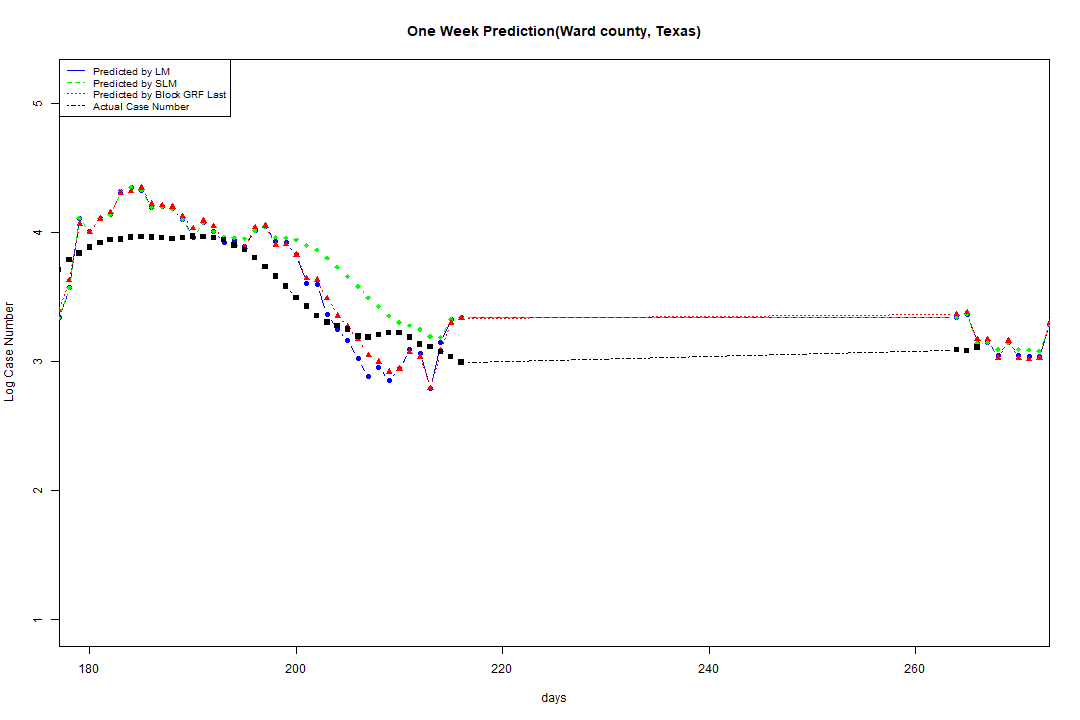 One Week Prediction(Ward county, Texas)
Predicted by LM
Predicted by SLM
Predicted by Block GRF Last
Actual Case Number
5
4
3
2
1
Log Case Number
180 200 220 240 260
days